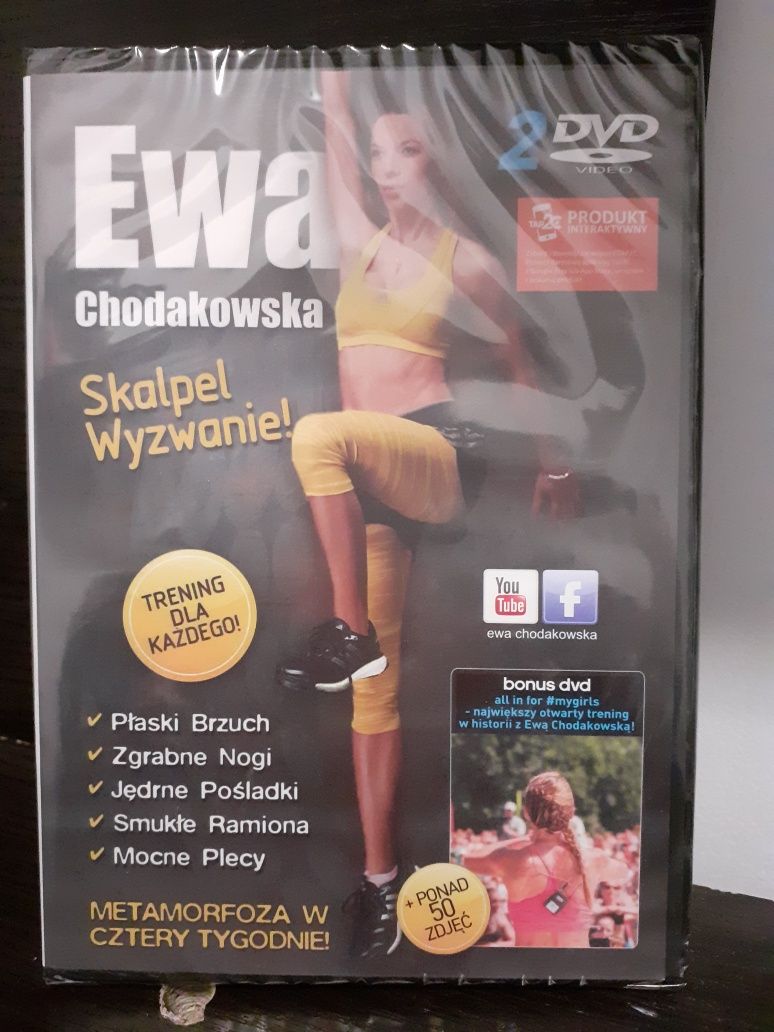 Ewa
Chodakowska
2 DVD
VIDEO
TAP2C
PRODUKT
INTERAKTYWNY
Skalpel
Wyzwanie!
TRENING
DLA
KAŻDEGO!
You
Tube
f
ewa chodakowska
Płaski Brzuch
Zgrabne Nogi
Jędrne Pośladki
Smukłe Ramiona
Mocne Plecy
METAMORFOZA W
CZTERY TYGODNIE!
+ PONAD
50
ZDJĘĆ
bonus dvd
all in for #mygirls
- największy otwarty trening
w historii z Ewą Chodakowską!